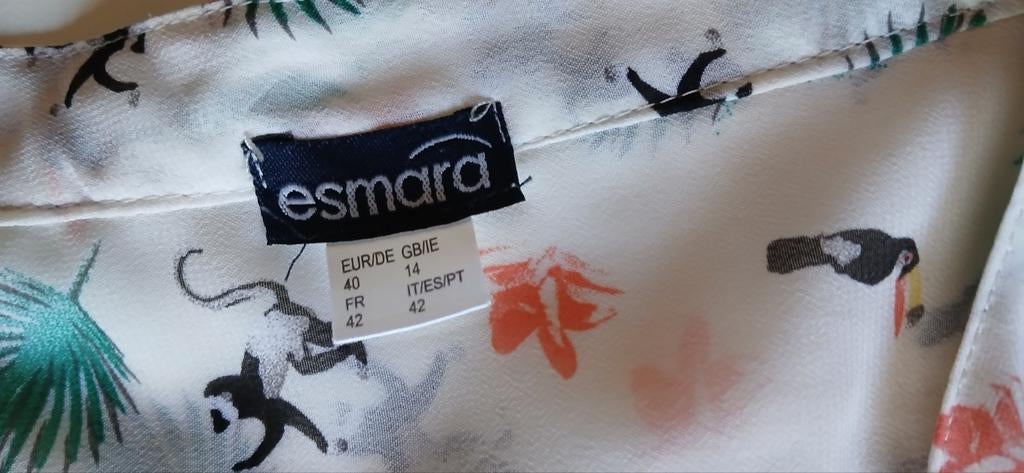 esmara
EUR/DE GB/IE
40 14
FR IT/ES/PT
42 42